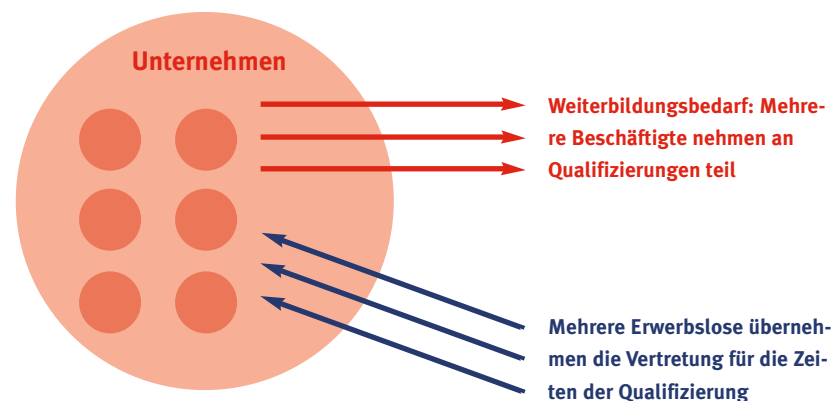 Unternehmen
Weiterbildungsbedarf: Mehre-
re Beschäftigte nehmen an
Qualifizierungen teil
Mehrere Erwerbslose überneh-
men die Vertretung für die Zei-
ten der Qualifizierung